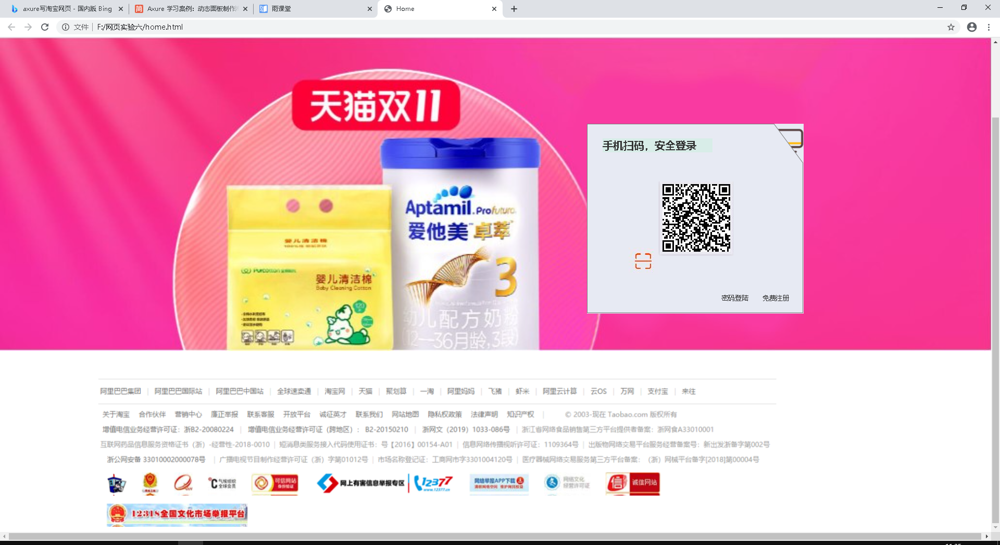 axure写淘宝网页 - 国内版 Bing
Axure 学习案例：动态面板制作
雨课堂
Home
文件 F:/网页实验六/home.html
天猫双11
手机扫码，安全登录
Aptamil.Profutura.
爱他美 卓萃
婴儿清洁棉
Purcotton
婴儿清洁棉
Baby Cleaning Cotton
3
幼儿配方奶粉
(12—36月龄,3段)
密码登陆 免费注册
阿里巴巴集团 | 阿里巴巴国际站 | 阿里巴巴中国站 | 全球速卖通 | 淘宝网 | 天猫 | 聚划算 | 一淘 | 阿里妈妈 | 飞猪 | 虾米 | 阿里云计算 | 云OS | 万网 | 支付宝 | 来往
关于淘宝 合作伙伴 营销中心 廉正举报 联系客服 开放平台 诚征英才 联系我们 网站地图 隐私权政策 法律声明 知识产权 | © 2003-现在 Taobao.com 版权所有
增值电信业务经营许可证：浙B2-20080224 | 增值电信业务经营许可证（跨地区）： B2-20150210 | 浙网文（2019）1033-086号 | 浙江省网络食品销售第三方平台提供者备案：浙网食A33010001
互联网药品信息服务资格证书（浙）-经营性-2018-0010 | 短消息类服务接入代码使用证书：号【2016】00154-A01 | 信息网络传播视听许可证：1109364号 | 出版物网络交易平台服务经营备案号：新出发浙备字第002号
浙公网安备 33010002000078号 | 广播电视节目制作经营许可证（浙）字第01012号 | 市场名称登记证：工商网市字3301004120号 | 医疗器械网络交易服务第三方平台备案：（浙）网械平台备字[2018]第00004号
°C 气候组织
全球会员
可信网站
身份验证
网上有害信息举报专区
12377
www.12377.cn
网络举报APP下载
网络文化
经营许可证
信 诚信网站
12318全国文化市场举报平台